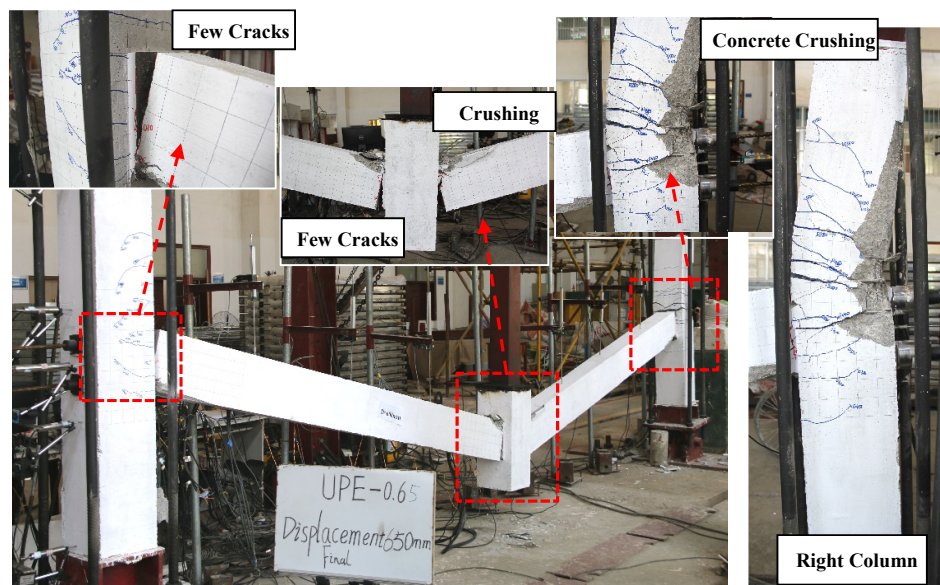 Few Cracks
Concrete Crushing
Crushing
Few Cracks
UPE-0.65
Displacement 650mm
Final
Right Column